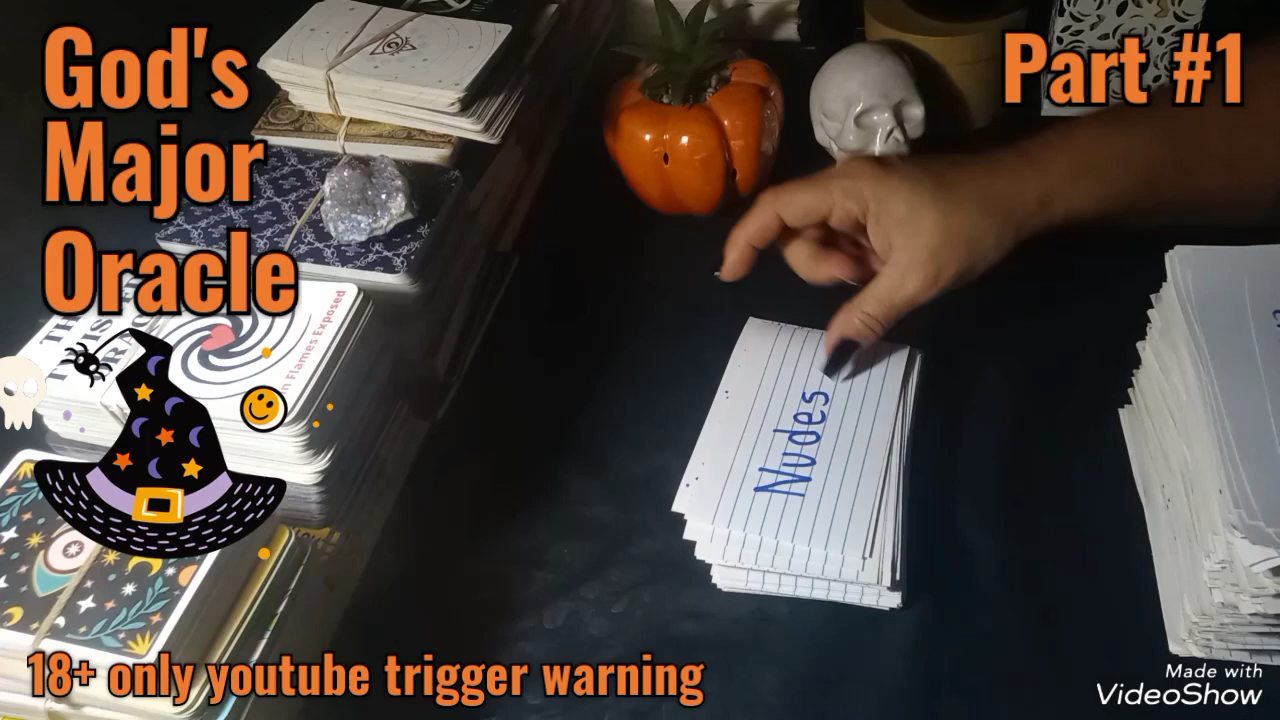 God's
Major
Oracle
Part #1
n Flames Exposed
Nudes
18+ only youtube trigger warning
Made with
VideoShow